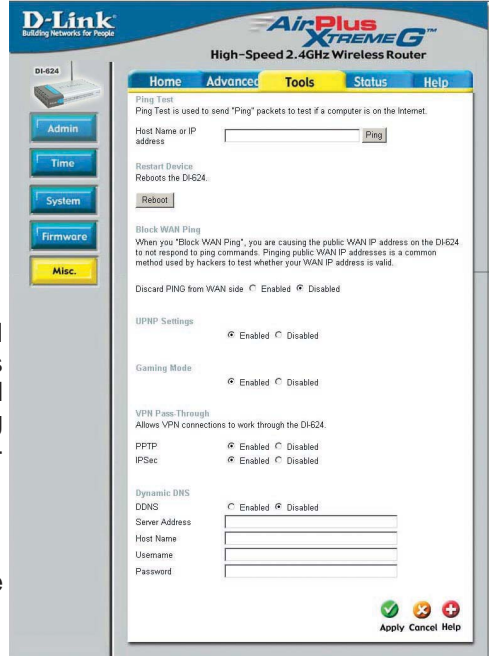 D-Link
Building Networks for People
AirPlus
XTREME G™
High-Speed 2.4GHz Wireless Router
DI-624
Home Advanced Tools Status Help
Admin
Time
System
Firmware
Misc.
Ping Test
Ping Test is used to send "Ping" packets to test if a computer is on the Internet.
Host Name or IP
address
Ping
Restart Device
Reboots the DI-624.
Reboot
Block WAN Ping
When you "Block WAN Ping", you are causing the public WAN IP address on the DI-624
to not respond to ping commands. Pinging public WAN IP addresses is a common
method used by hackers to test whether your WAN IP address is valid.
Discard PING from WAN side Enabled Disabled
UPNP Settings
Enabled Disabled
Gaming Mode
Enabled Disabled
VPN Pass-Through
Allows VPN connections to work through the DI-624.
PPTP Enabled Disabled
IPSec Enabled Disabled
Dynamic DNS
DDNS Enabled Disabled
Server Address
Host Name
Username
Password
Apply Cancel Help